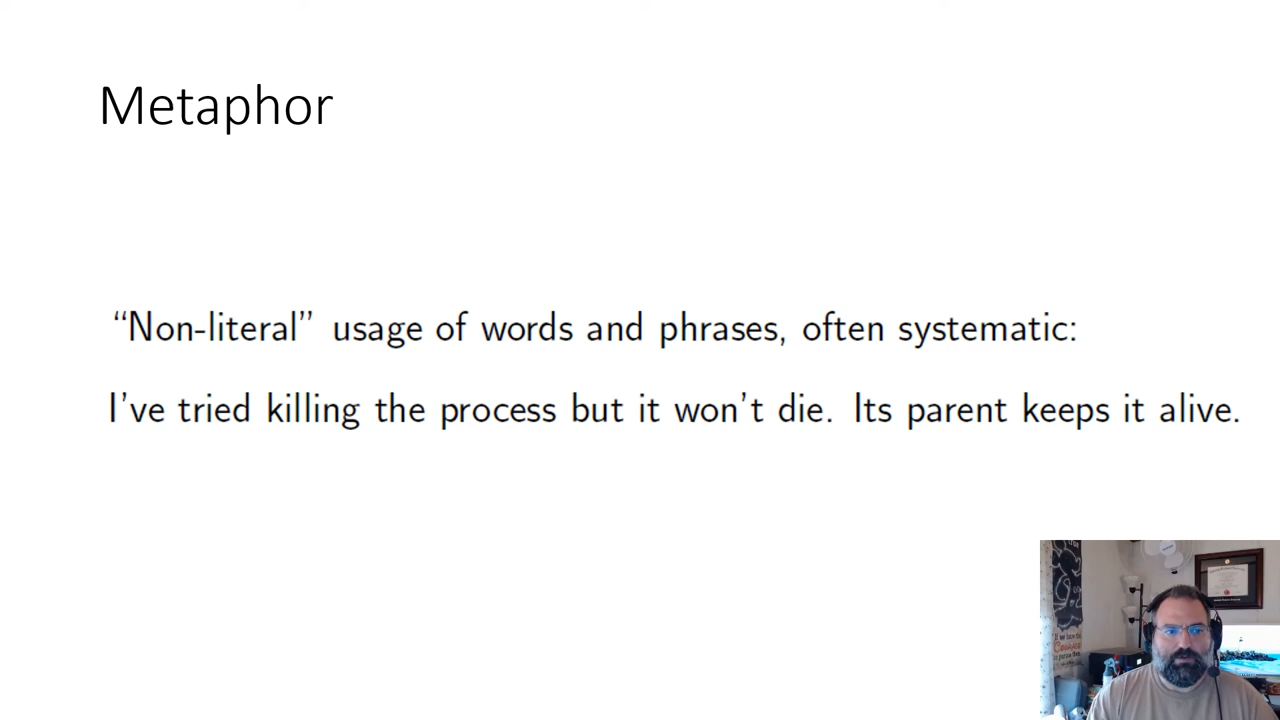 Metaphor
“Non-literal” usage of words and phrases, often systematic:
I've tried killing the process but it won't die. Its parent keeps it alive.